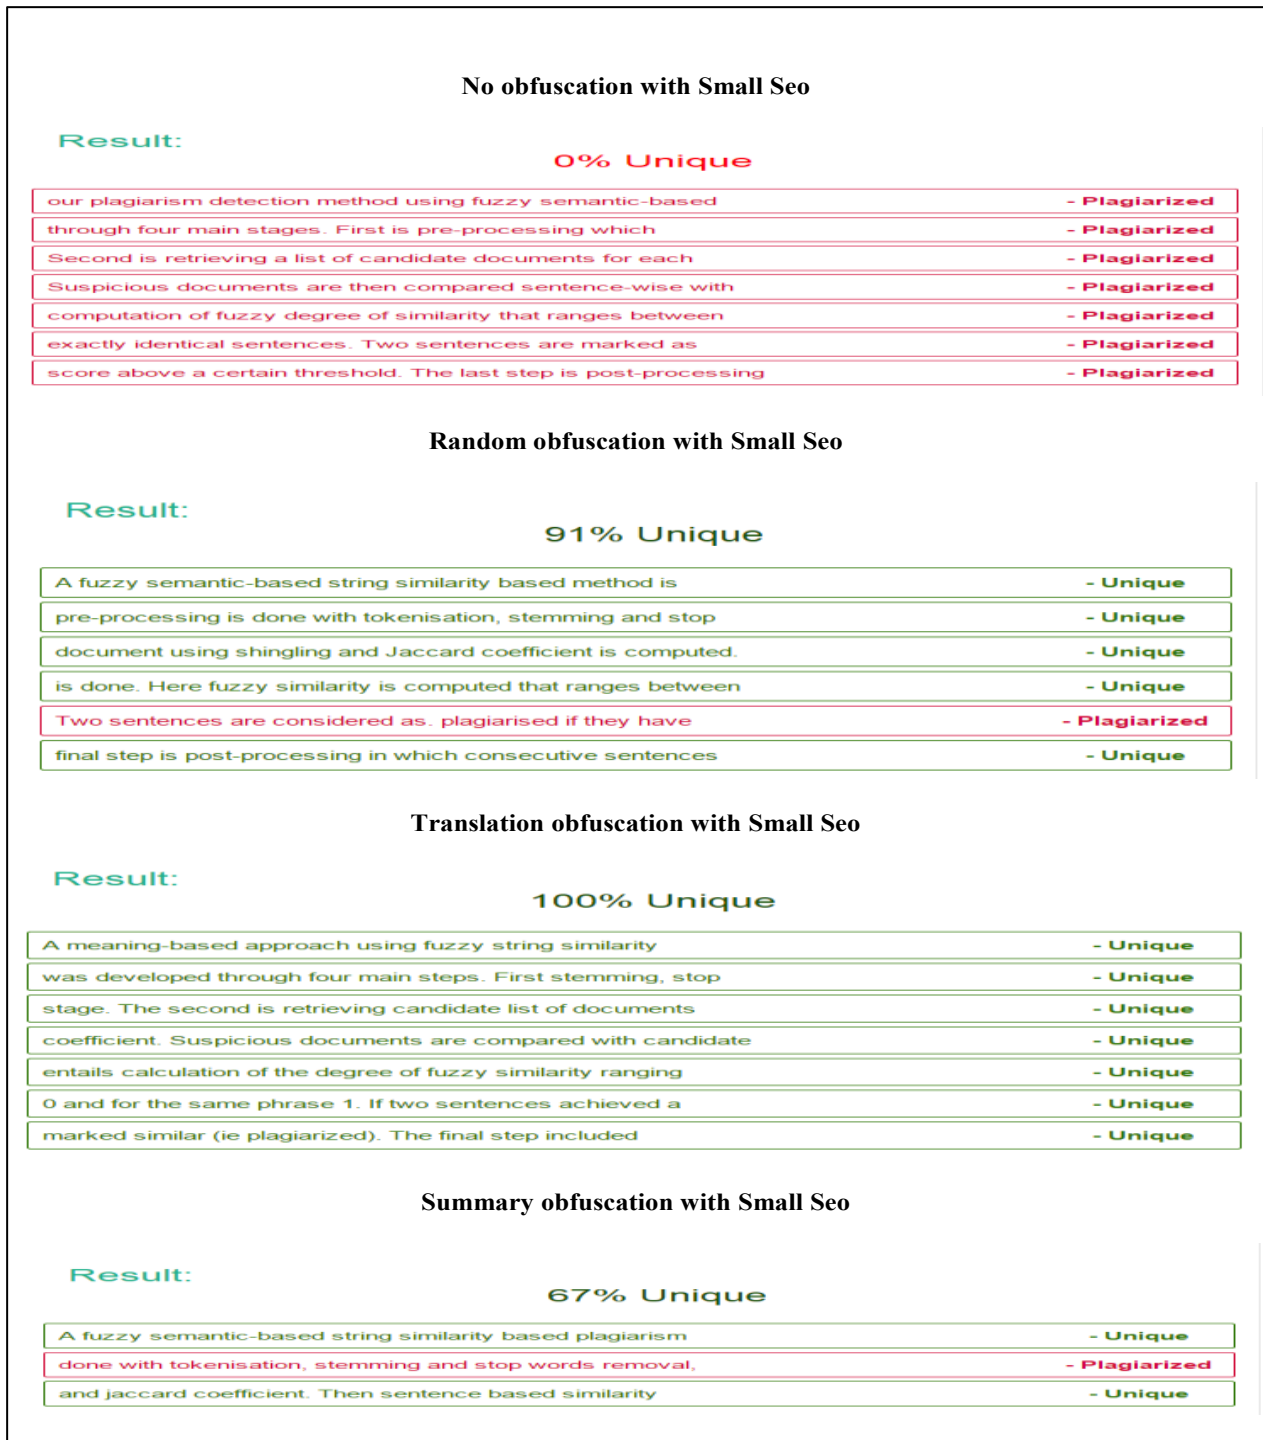 No obfuscation with Small Seo
Result:
0% Unique
our plagiarism detection method using fuzzy semantic-based - Plagiarized
through four main stages. First is pre-processing which - Plagiarized
Second is retrieving a list of candidate documents for each - Plagiarized
Suspicious documents are then compared sentence-wise with - Plagiarized
computation of fuzzy degree of similarity that ranges between - Plagiarized
exactly identical sentences. Two sentences are marked as - Plagiarized
score above a certain threshold. The last step is post-processing - Plagiarized
Random obfuscation with Small Seo
Result:
91% Unique
A fuzzy semantic-based string similarity based method is - Unique
pre-processing is done with tokenisation, stemming and stop - Unique
document using shingling and Jaccard coefficient is computed. - Unique
is done. Here fuzzy similarity is computed that ranges between - Unique
Two sentences are considered as. plagiarised if they have - Plagiarized
final step is post-processing in which consecutive sentences - Unique
Translation obfuscation with Small Seo
Result:
100% Unique
A meaning-based approach using fuzzy string similarity - Unique
was developed through four main steps. First stemming, stop - Unique
stage. The second is retrieving candidate list of documents - Unique
coefficient. Suspicious documents are compared with candidate - Unique
entails calculation of the degree of fuzzy similarity ranging - Unique
0 and for the same phrase 1. If two sentences achieved a - Unique
marked similar (ie plagiarized). The final step included - Unique
Summary obfuscation with Small Seo
Result:
67% Unique
A fuzzy semantic-based string similarity based plagiarism - Unique
done with tokenisation, stemming and stop words removal, - Plagiarized
and jaccard coefficient. Then sentence based similarity - Unique